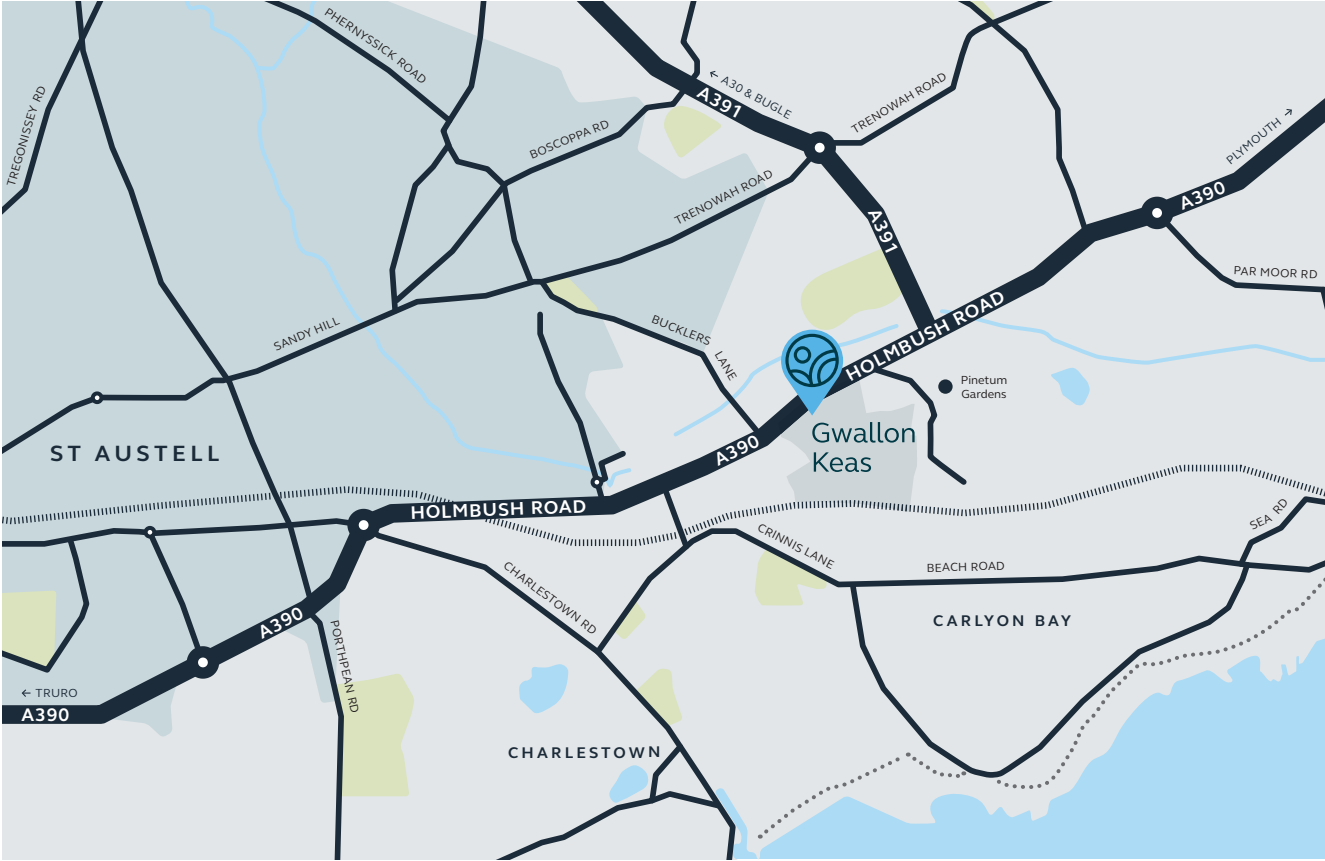 PHERNYSSICK ROAD
← A30 & BUGLE
A391
TRENOWAH ROAD
TREGONISSEY RD
BOSCOPPA RD
PLYMOUTH →
A390
TRENOWAH ROAD
A391
PAR MOOR RD
SANDY HILL
BUCKLERS
LANE
HOLMBUSH ROAD
Pinetum
Gardens
ST AUSTELL
Gwallon
Keas
A390
HOLMBUSH ROAD
SEA RD
CRINNIS LANE
BEACH ROAD
CHARLESTOWN RD
A390
CARLYON BAY
PORTHPEAN RD
← TRURO
A390
CHARLESTOWN